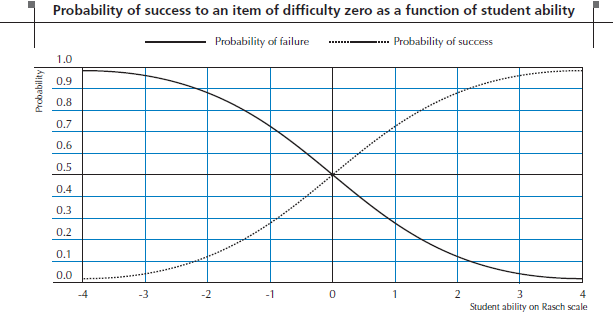 Probability of success to an item of difficulty zero as a function of student ability
Probability of failure Probability of success
Probability
1.0
0.9
0.8
0.7
0.6
0.5
0.4
0.3
0.2
0.1
0.0
-4 -3 -2 -1 0 1 2 3 4
Student ability on Rasch scale